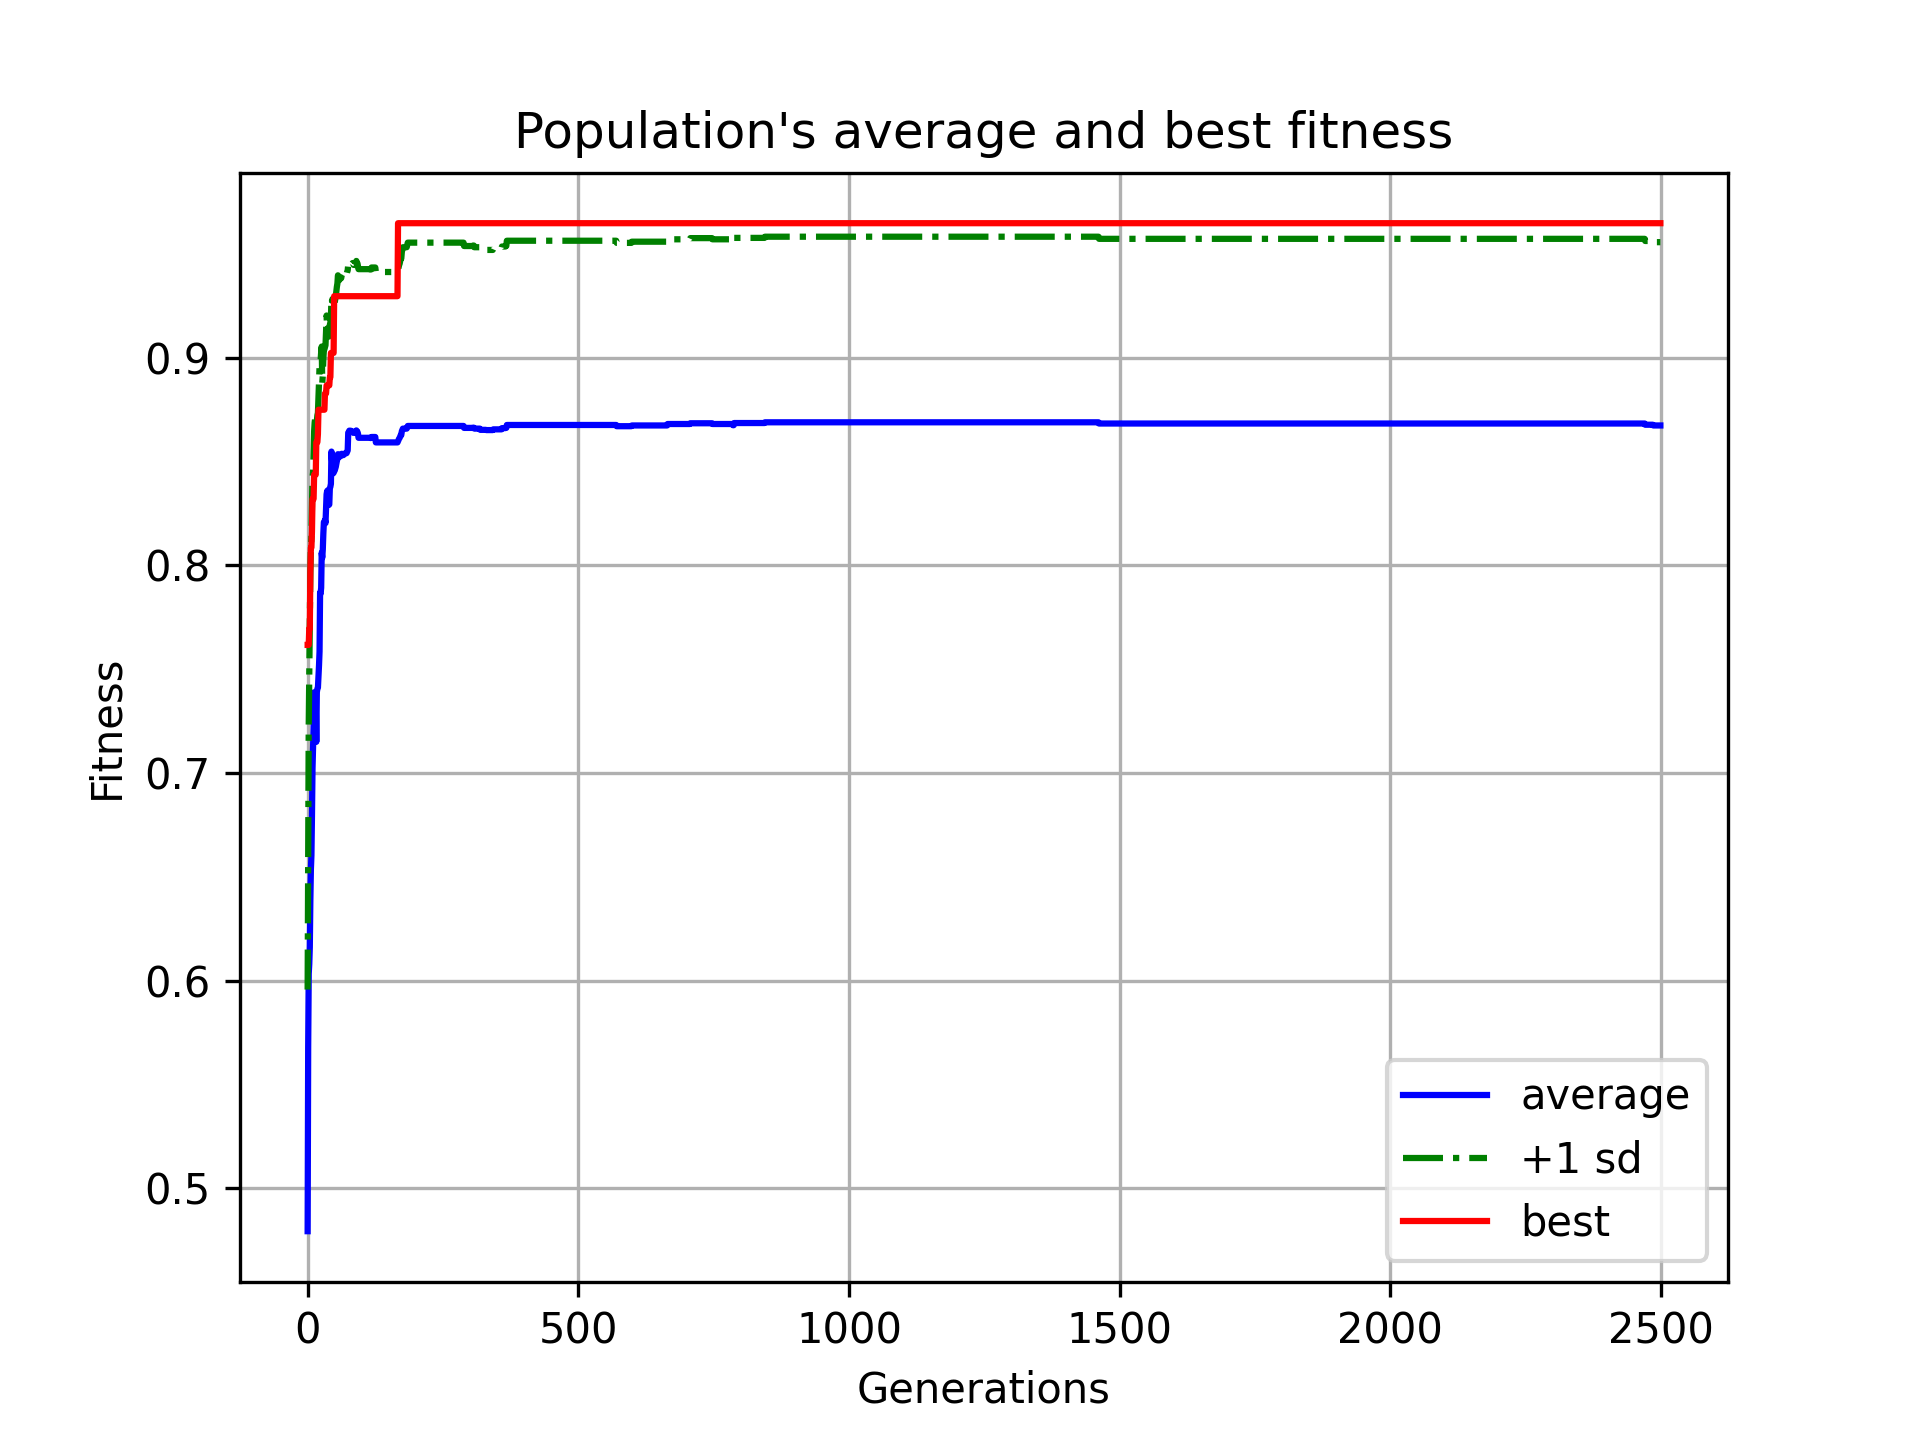 Population's average and best fitness
Fitness
0.9
0.8
0.7
0.6
0.5
0 500 1000 1500 2000 2500
Generations
average
+1 sd
best